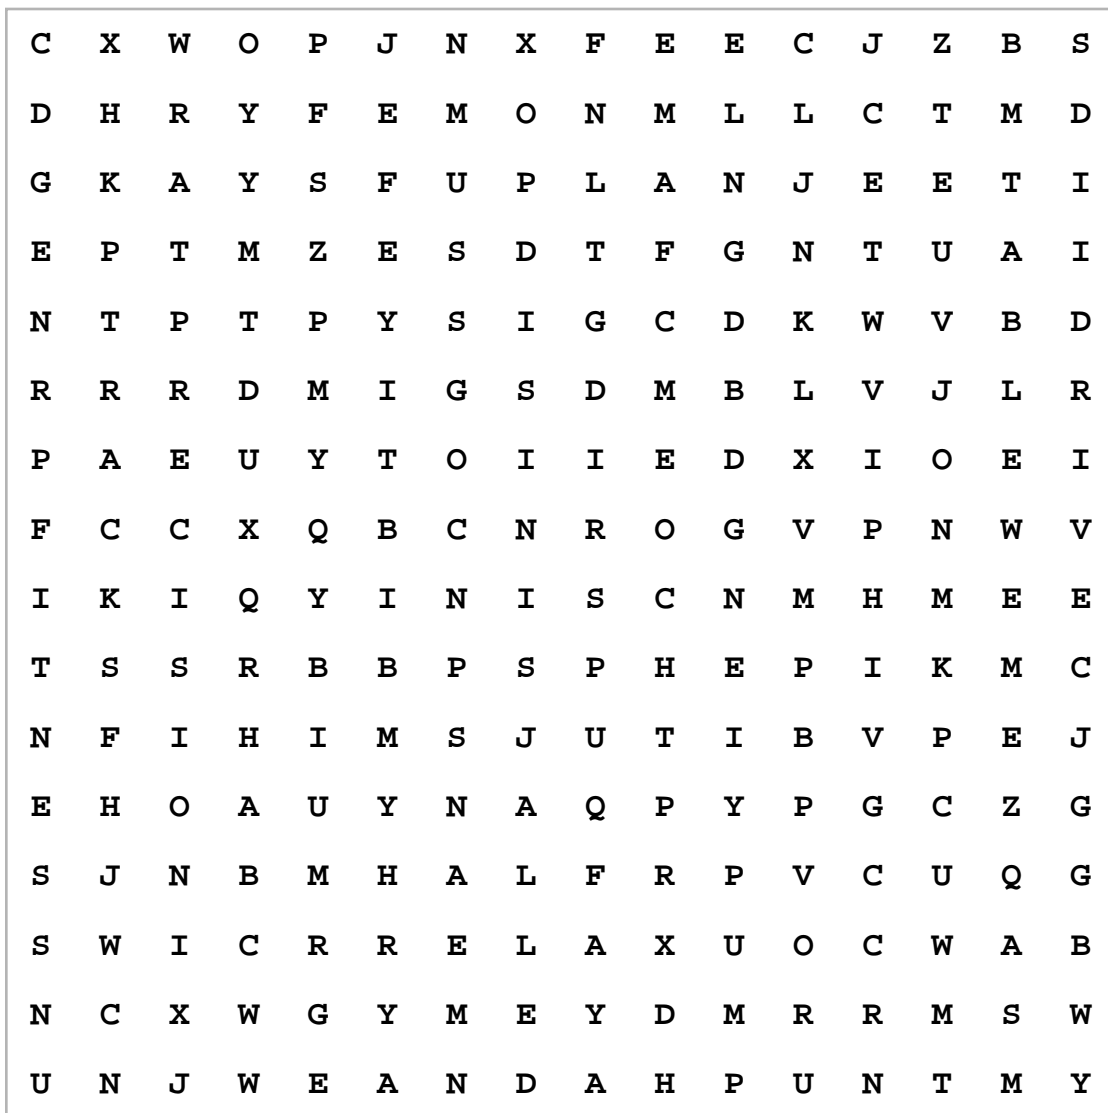 C X W O P J N X F E E C J Z B S
D H R Y F E M O N M L L C T M D
G K A Y S F U P L A N J E E T I
E P T M Z E S D T F G N T U A I
N T P T P Y S I G C D K W V B D
R R R D M I G S D M B L V J L R
P A E U Y T O I I E D X I O E I
F C C X Q B C N R O G V P N W V
I K I Q Y I N I S C N M H M E E
T S S R B B P S P H E P I K M C
N F I H I M S J U T I B V P E J
E H O A U Y N A Q P Y P G C Z G
S J N B M H A L F R P V C U Q G
S W I C R R E L A X U O C W A B
N C X W G Y M E Y D M R R M S W
U N J W E A N D A H P U N T M Y